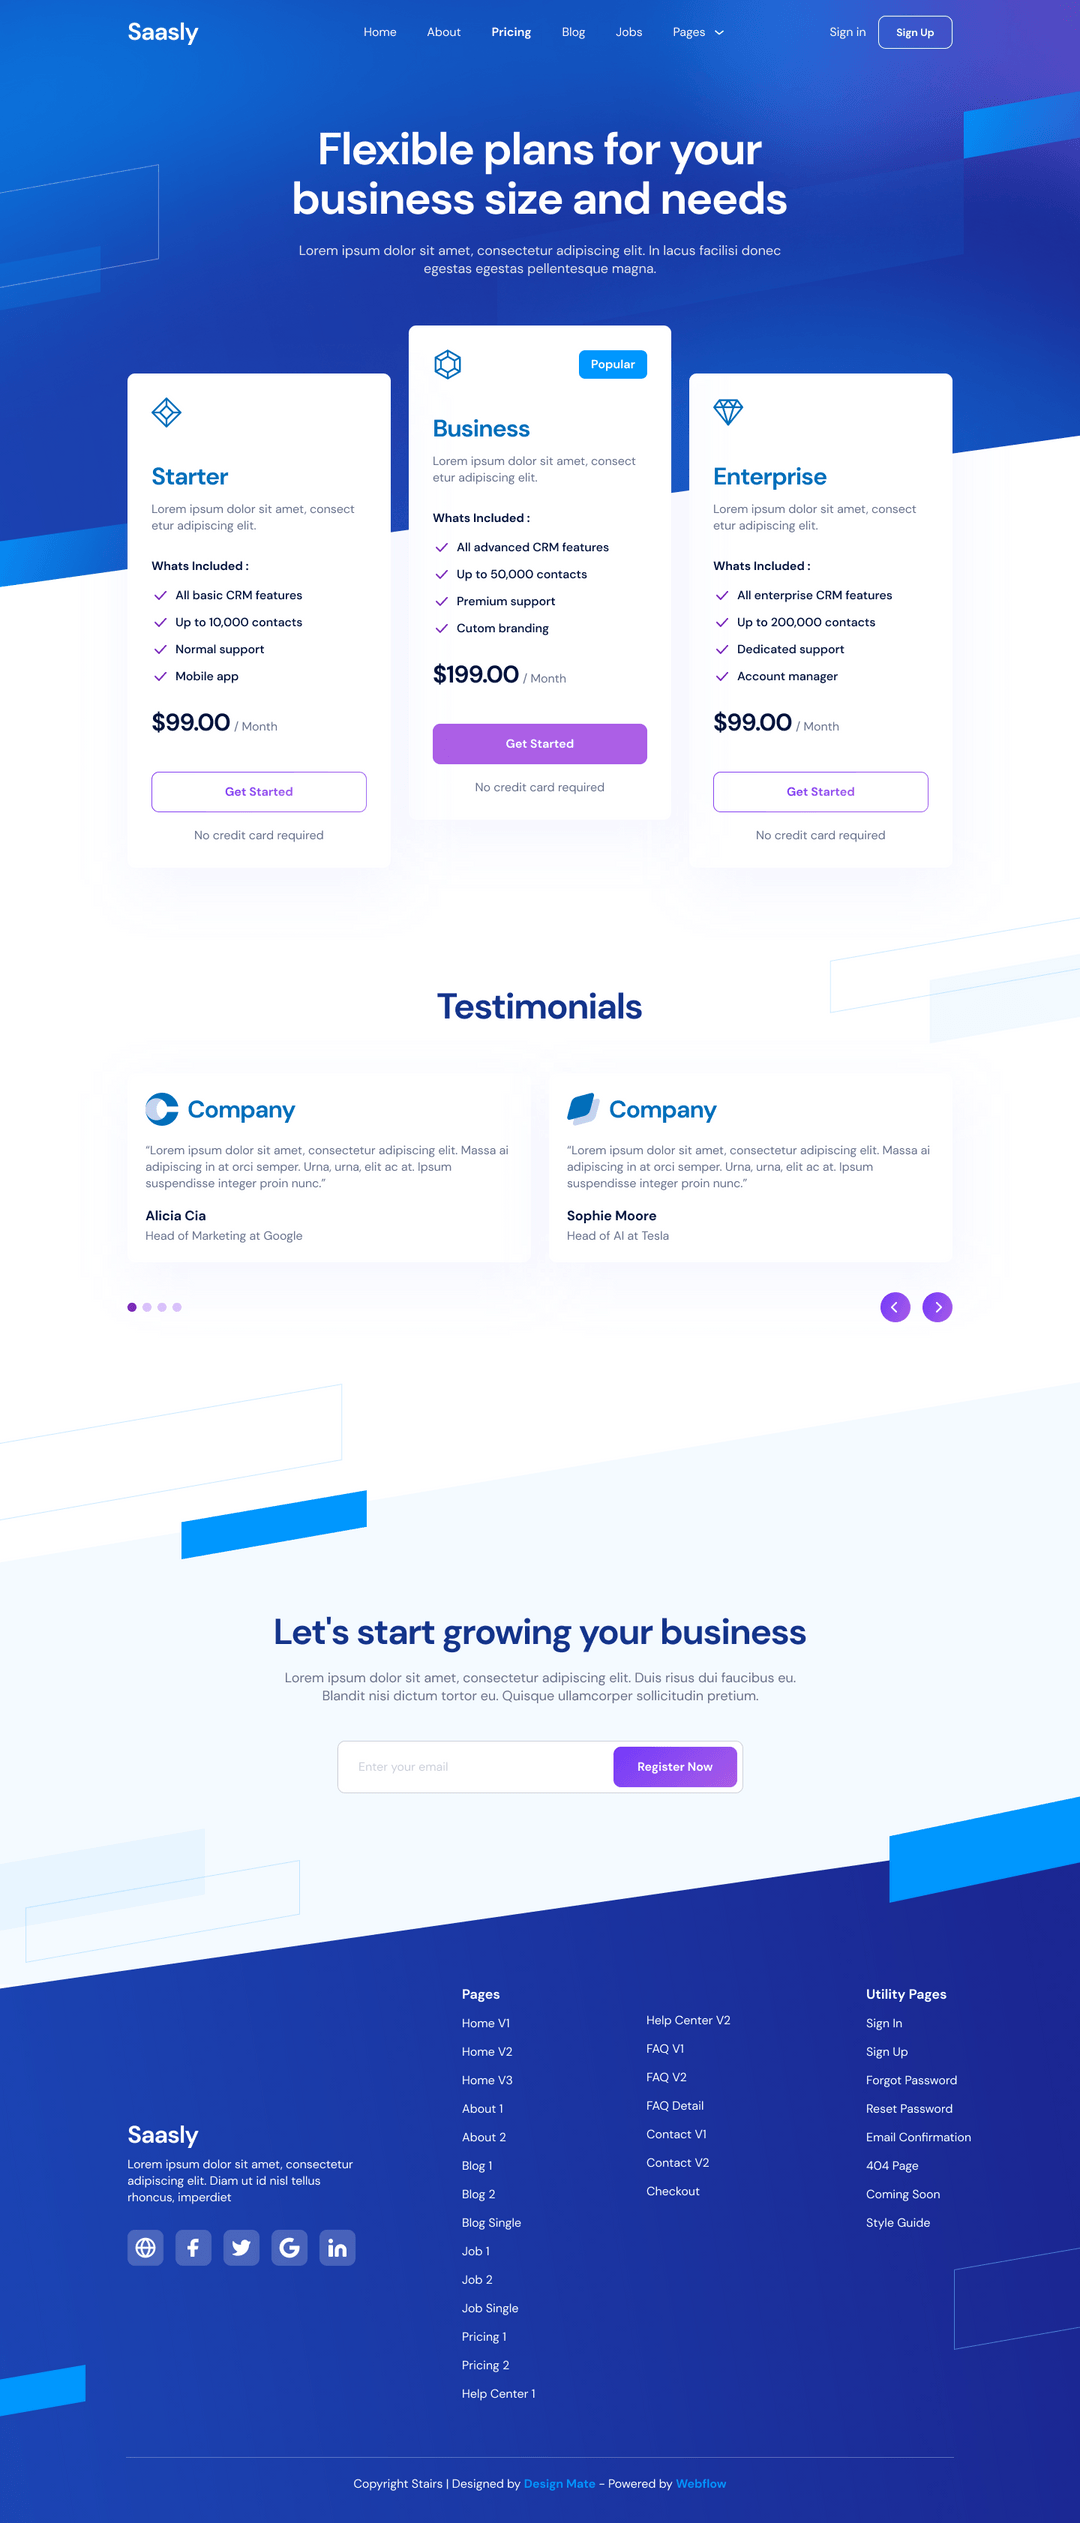 Saasly
Home
About
Pricing
Blog
Jobs
Pages
Sign in
Sign Up
Flexible plans for your
business size and needs
Lorem ipsum dolor sit amet, consectetur adipiscing elit. In lacus facilisi donec
egestas egestas pellentesque magna.
Starter
Lorem ipsum dolor sit amet, consect
etur adipiscing elit.
Whats Included :
All basic CRM features
Up to 10,000 contacts
Normal support
Mobile app
$99.00 / Month
Get Started
No credit card required
Popular
Business
Lorem ipsum dolor sit amet, consect
etur adipiscing elit.
Whats Included :
All advanced CRM features
Up to 50,000 contacts
Premium support
Cutom branding
$199.00 / Month
Get Started
No credit card required
Enterprise
Lorem ipsum dolor sit amet, consect
etur adipiscing elit.
Whats Included :
All enterprise CRM features
Up to 200,000 contacts
Dedicated support
Account manager
$99.00 / Month
Get Started
No credit card required
Testimonials
Company
“Lorem ipsum dolor sit amet, consectetur adipiscing elit. Massa ai
adipiscing in at orci semper. Urna, urna, elit ac at. Ipsum
suspendisse integer proin nunc.”
Alicia Cia
Head of Marketing at Google
Company
“Lorem ipsum dolor sit amet, consectetur adipiscing elit. Massa ai
adipiscing in at orci semper. Urna, urna, elit ac at. Ipsum
suspendisse integer proin nunc.”
Sophie Moore
Head of AI at Tesla
Let's start growing your business
Lorem ipsum dolor sit amet, consectetur adipiscing elit. Duis risus dui faucibus eu.
Blandit nisi dictum tortor eu. Quisque ullamcorper sollicitudin pretium.
Enter your email
Register Now
Saasly
Lorem ipsum dolor sit amet, consectetur
adipiscing elit. Diam ut id nisl tellus
rhoncus, imperdiet
Pages
Home V1
Home V2
Home V3
About 1
About 2
Blog 1
Blog 2
Blog Single
Job 1
Job 2
Job Single
Pricing 1
Pricing 2
Help Center 1
Help Center V2
FAQ V1
FAQ V2
FAQ Detail
Contact V1
Contact V2
Checkout
Utility Pages
Sign In
Sign Up
Forgot Password
Reset Password
Email Confirmation
404 Page
Coming Soon
Style Guide
Copyright Stairs | Designed by Design Mate - Powered by Webflow